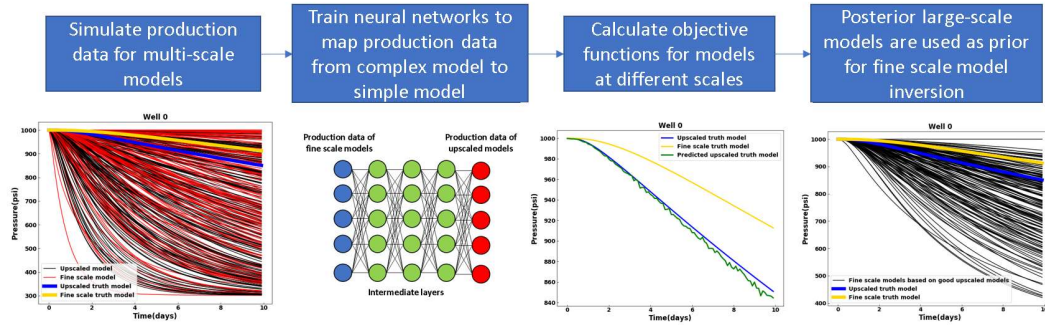 Simulate production
data for multi-scale
models
Train neural networks to
map production data
from complex model to
simple model
Calculate objective
functions for models
at different scales
Posterior large-scale
models are used as prior
for fine scale model
inversion
Well 0
Pressure(psi)
1000
900
800
700
600
500
400
300
Upscaled model
Fine scale model
Upscaled truth model
Fine scale truth model
0
2
4
6
8
10
Time(days)
Production data of
fine scale models
Production data
of upscaled models
Intermediate layers
Well 0
Pressure(psi)
1000
980
960
940
920
900
880
860
840
Upscaled truth model
Fine scale truth model
Predicted upscaled truth model
0
2
4
6
8
10
Time(days)
Well 0
Pressure(psi)
1000
900
800
700
600
500
400
Fine scale models based on good upscaled models
Upscaled truth model
Fine scale truth model
0
2
4
6
8
10
Time(days)